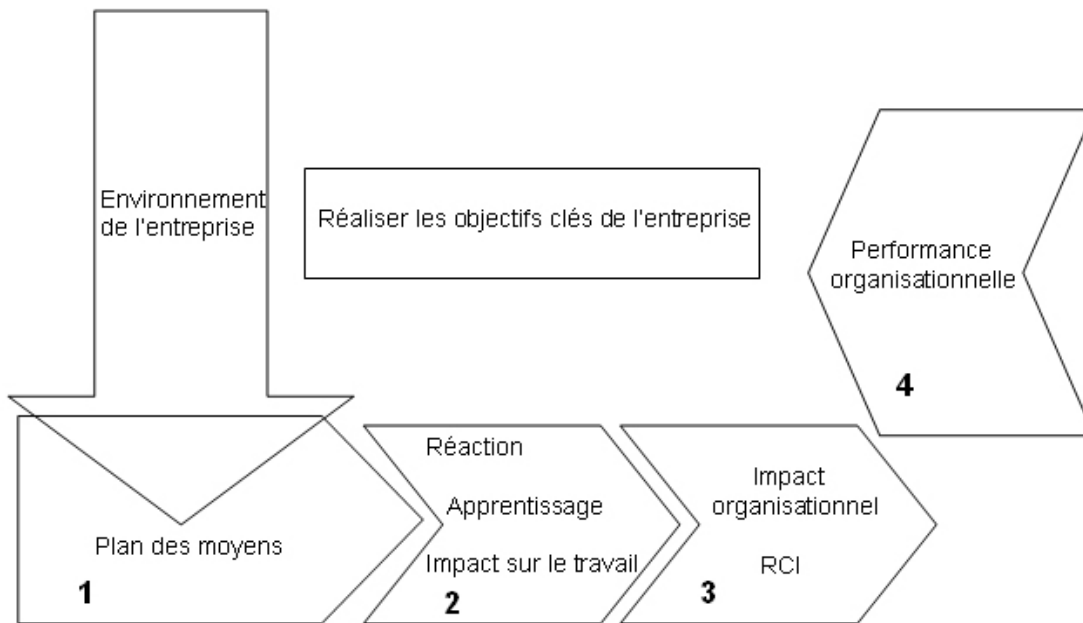 Environnement
de l'entreprise
Réaliser les objectifs clés de l'entreprise
Performance
organisationnelle
4
Plan des moyens
1
Réaction
Apprentissage
Impact sur le travail
2
Impact
organisationnel
RCI
3